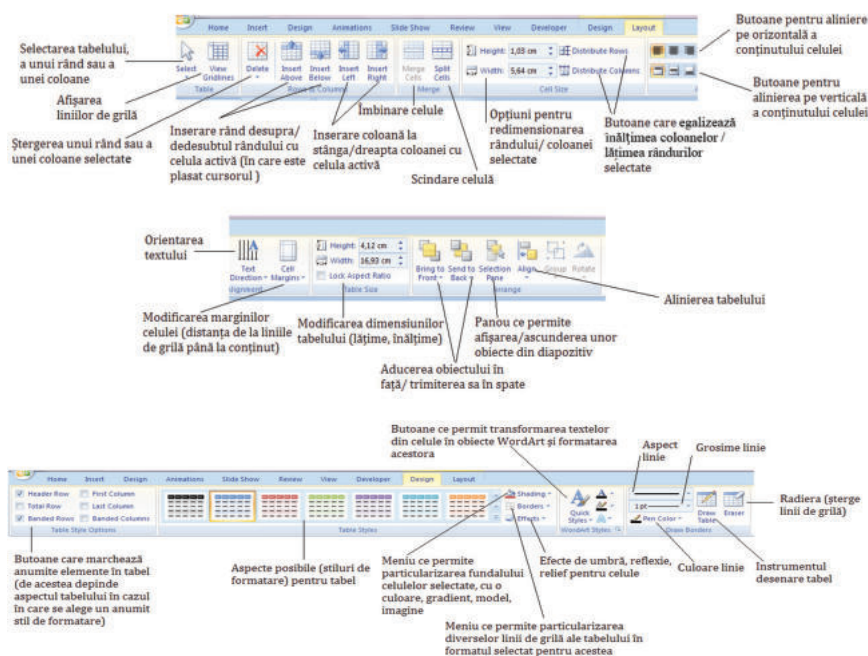 Home Insert Design Animations Slide Show Review View Developer Design Layout
Butoane pentru aliniere
pe orizontală a
conținutului celulei
Selectarea tabelului,
a unui rând sau a
unei coloane
Select
View
Gridlines
Delete
Insert
Above
Insert
Below
Insert
Left
Insert
Right
Merge
Cells
Split
Cells
Height: 1,03 cm
Width: 5,64 cm
Distribute Rows
Distribute Columns
Table
Rows & Columns
Merge
Cell Size
Butoane pentru
alinierea pe verticală
a conținutului celulei
Afișarea
liniilor de grilă
Ștergerea unui rând sau a
unei coloane selectate
Inserare rând desupra/
dedesubtul rândului cu
celula activă (în care este
plasat cursorul )
Îmbinare celule
Inserare coloană la
stânga/dreapta coloanei cu
celula activă
Scindare celulă
Opțiuni pentru
redimensionarea
rândului/ coloanei
selectate
Butoane care egalizează
înălțimea coloanelor /
lățimea rândurilor
selectate
Orientarea
textului
Text
Direction
Cell
Margins
Height: 4,12 cm
Width: 16,93 cm
Lock Aspect Ratio
Bring to
Front
Send to
Back
Selection
Pane
Align
Group
Rotate
Alignment
Table Size
Arrange
Modificarea marginilor
celulei (distanța de la liniile
de grilă până la conținut)
Modificarea dimensiunilor
tabelului (lățime, înălțime)
Panou ce permite
afișarea/ascunderea unor
obiecte din diapozitiv
Alinierea tabelului
Aducerea obiectului în
față/ trimiterea sa în spate
Butoane ce permit transformarea textelor
din celule în obiecte WordArt și formatarea
acestora
Aspect
linie
Grosime linie
Home Insert Design Animations Slide Show Review View Developer Design Layout
Header Row First Column
Total Row Last Column
Banded Rows Banded Columns
Table Style Options
Table Styles
Shading
Borders
Effects
Quick
Styles
WordArt Styles
1 pt
Pen Color
Draw
Table
Eraser
Draw Borders
Radiera (șterge
linii de grilă)
Butoane care marchează
anumite elemente în tabel
(de acestea depinde
aspectul tabelului în cazul
în care se alege un anumit
stil de formatare)
Aspecte posibile (stiluri de
formatare) pentru tabel
Meniu ce permite
particularizarea fundalului
celulelor selectate, cu o
culoare, gradient, model,
imagine
Efecte de umbră, reflexie,
relief pentru celule
Culoare linie
Instrumentul
desenare tabel
Meniu ce permite particularizarea
diverselor linii de grilă ale tabelului în
formatul selectat pentru acestea